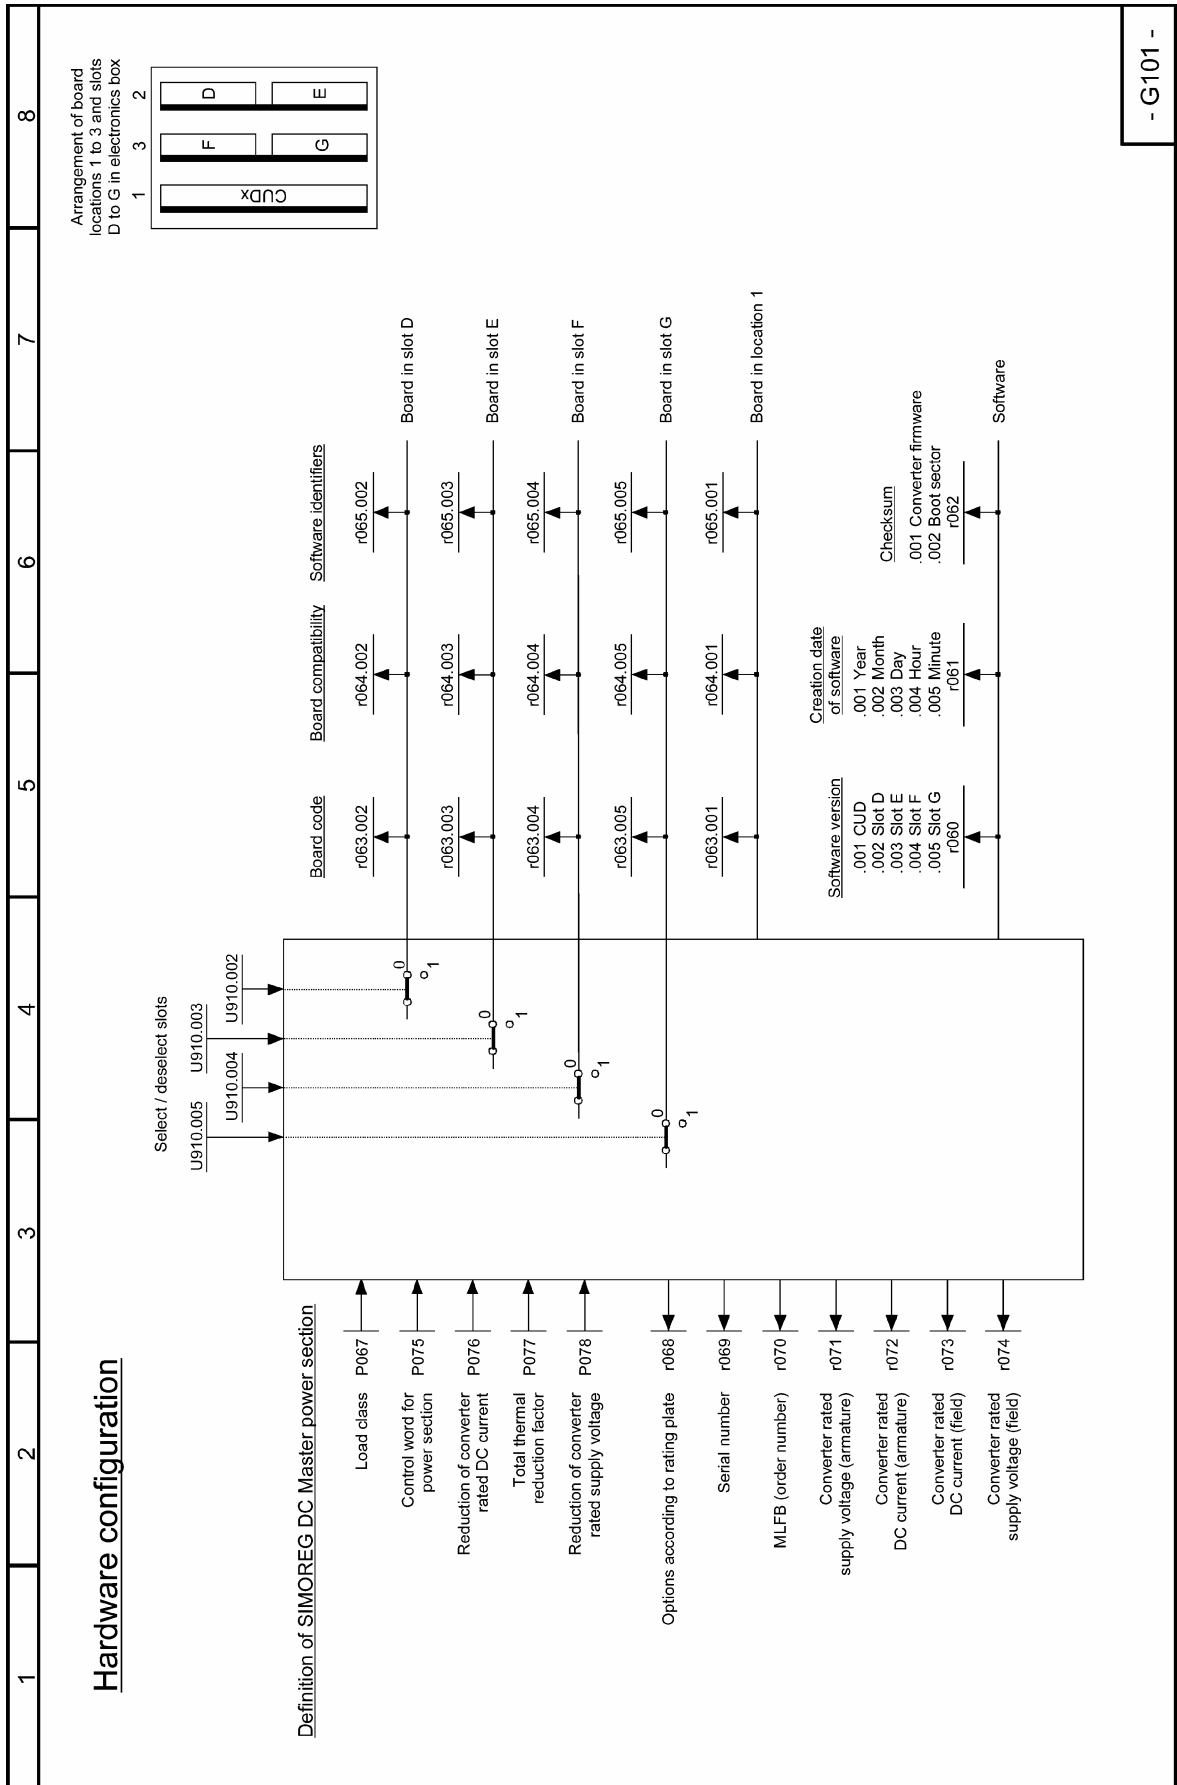 1
2
3
4
5
6
7
8
Hardware configuration
Arrangement of board
locations 1 to 3 and slots
D to G in electronics box
1
3
2
CUDx
F
G
D
E
Select / deselect slots
U910.005
U910.004
U910.003
U910.002
Definition of SIMOREG DC Master power section
Load class P067
Control word for
power section
P075
Reduction of converter
rated DC current
P076
Total thermal
reduction factor
P077
Reduction of converter
rated supply voltage
P078
Options according to rating plate r068
Serial number r069
MLFB (order number) r070
Converter rated
supply voltage (armature)
r071
Converter rated
DC current (armature)
r072
Converter rated
DC current (field)
r073
Converter rated
supply voltage (field)
r074
0
1
0
1
0
1
0
1
Board code
Board compatibility
Software identifiers
r063.002
r064.002
r065.002
Board in slot D
r063.003
r064.003
r065.003
Board in slot E
r063.004
r064.004
r065.004
Board in slot F
r063.005
r064.005
r065.005
Board in slot G
r063.001
r064.001
r065.001
Board in location 1
Software version
.001 CUD
.002 Slot D
.003 Slot E
.004 Slot F
.005 Slot G
r060
Creation date
of software
.001 Year
.002 Month
.003 Day
.004 Hour
.005 Minute
r061
Checksum
.001 Converter firmware
.002 Boot sector
r062
Software
- G101 -